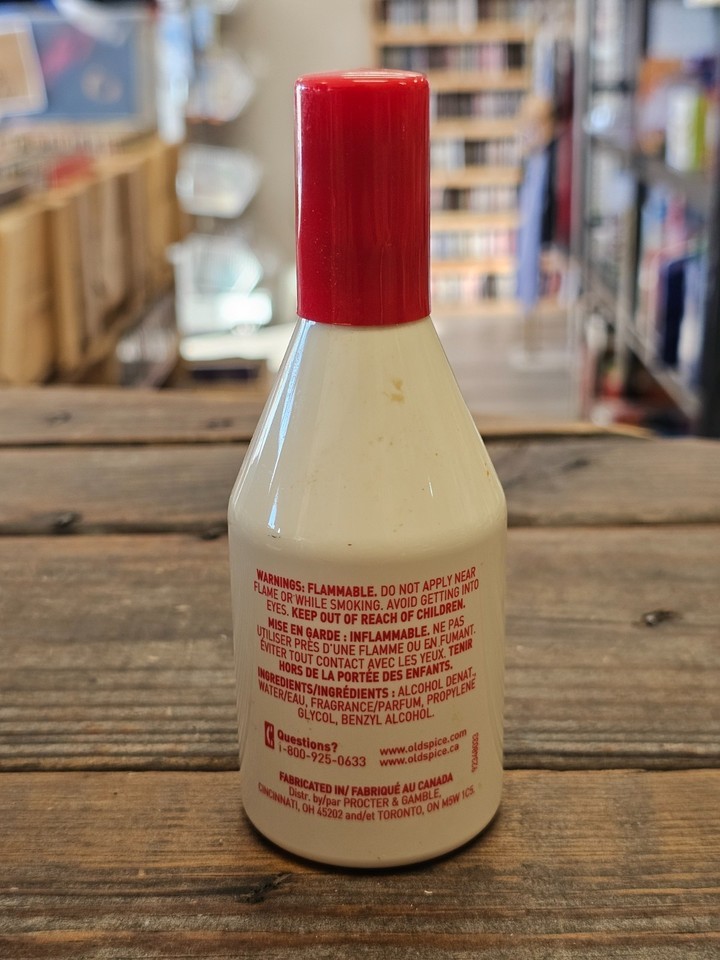 WARNINGS: FLAMMABLE. DO NOT APPLY NEAR
FLAME OR WHILE SMOKING. AVOID GETTING INTO
EYES. KEEP OUT OF REACH OF CHILDREN.
MISE EN GARDE : INFLAMMABLE. NE PAS
UTILISER PRÈS D'UNE FLAMME OU EN FUMANT.
ÉVITER TOUT CONTACT AVEC LES YEUX. TENIR
HORS DE LA PORTÉE DES ENFANTS.
INGREDIENTS/INGRÉDIENTS : ALCOHOL DENAT.,
WATER/EAU, FRAGRANCE/PARFUM, PROPYLENE
GLYCOL, BENZYL ALCOHOL.
Questions?
1-800-925-0633
www.oldspice.com
www.oldspice.ca
FABRICATED IN/ FABRIQUÉ AU CANADA
Distr. by/par PROCTER & GAMBLE,
CINCINNATI, OH 45202 and/et TORONTO, ON M5W 1C5.